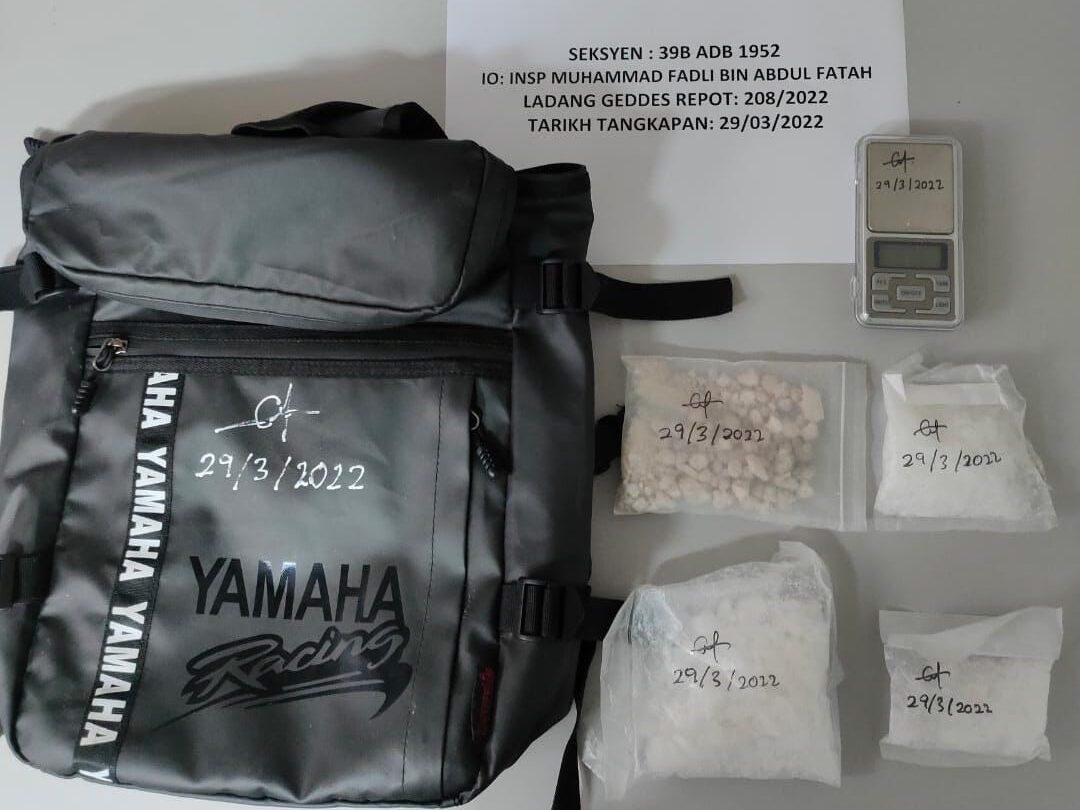 SEKSYEN : 39B ADB 1952
IO: INSP MUHAMMAD FADLI BIN ABDUL FATAH
LADANG GEDDES REPOT: 208/2022
TARIKH TANGKAPAN: 29/03/2022
29/3/2022
AHA YAMAHA YAMAHA Y
29/3/2022
YAMAHA
Racing
29/3/2022
29/3/2022
29/3/2022
29/3/2022